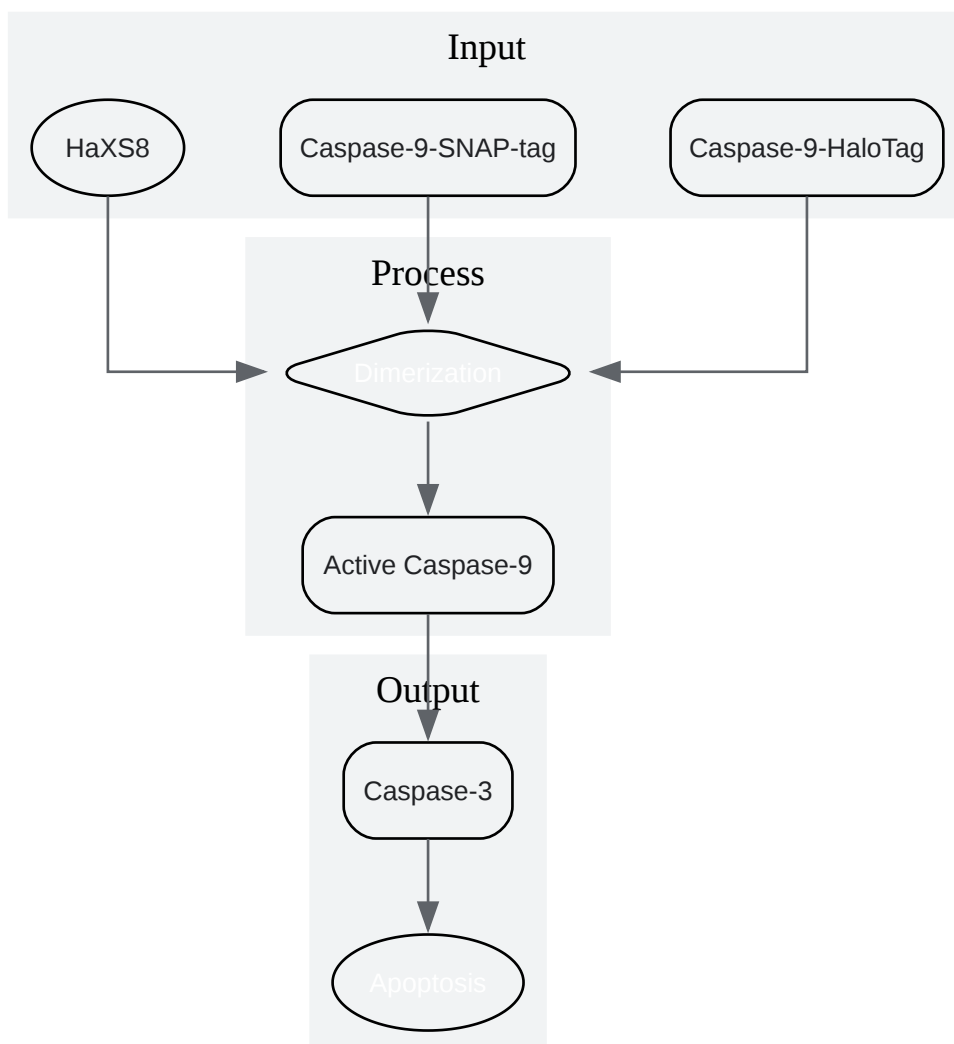 Input
HaXS8
Caspase-9-SNAP-tag
Caspase-9-HaloTag
Process
Dimerization
Active Caspase-9
Output
Caspase-3
Apoptosis